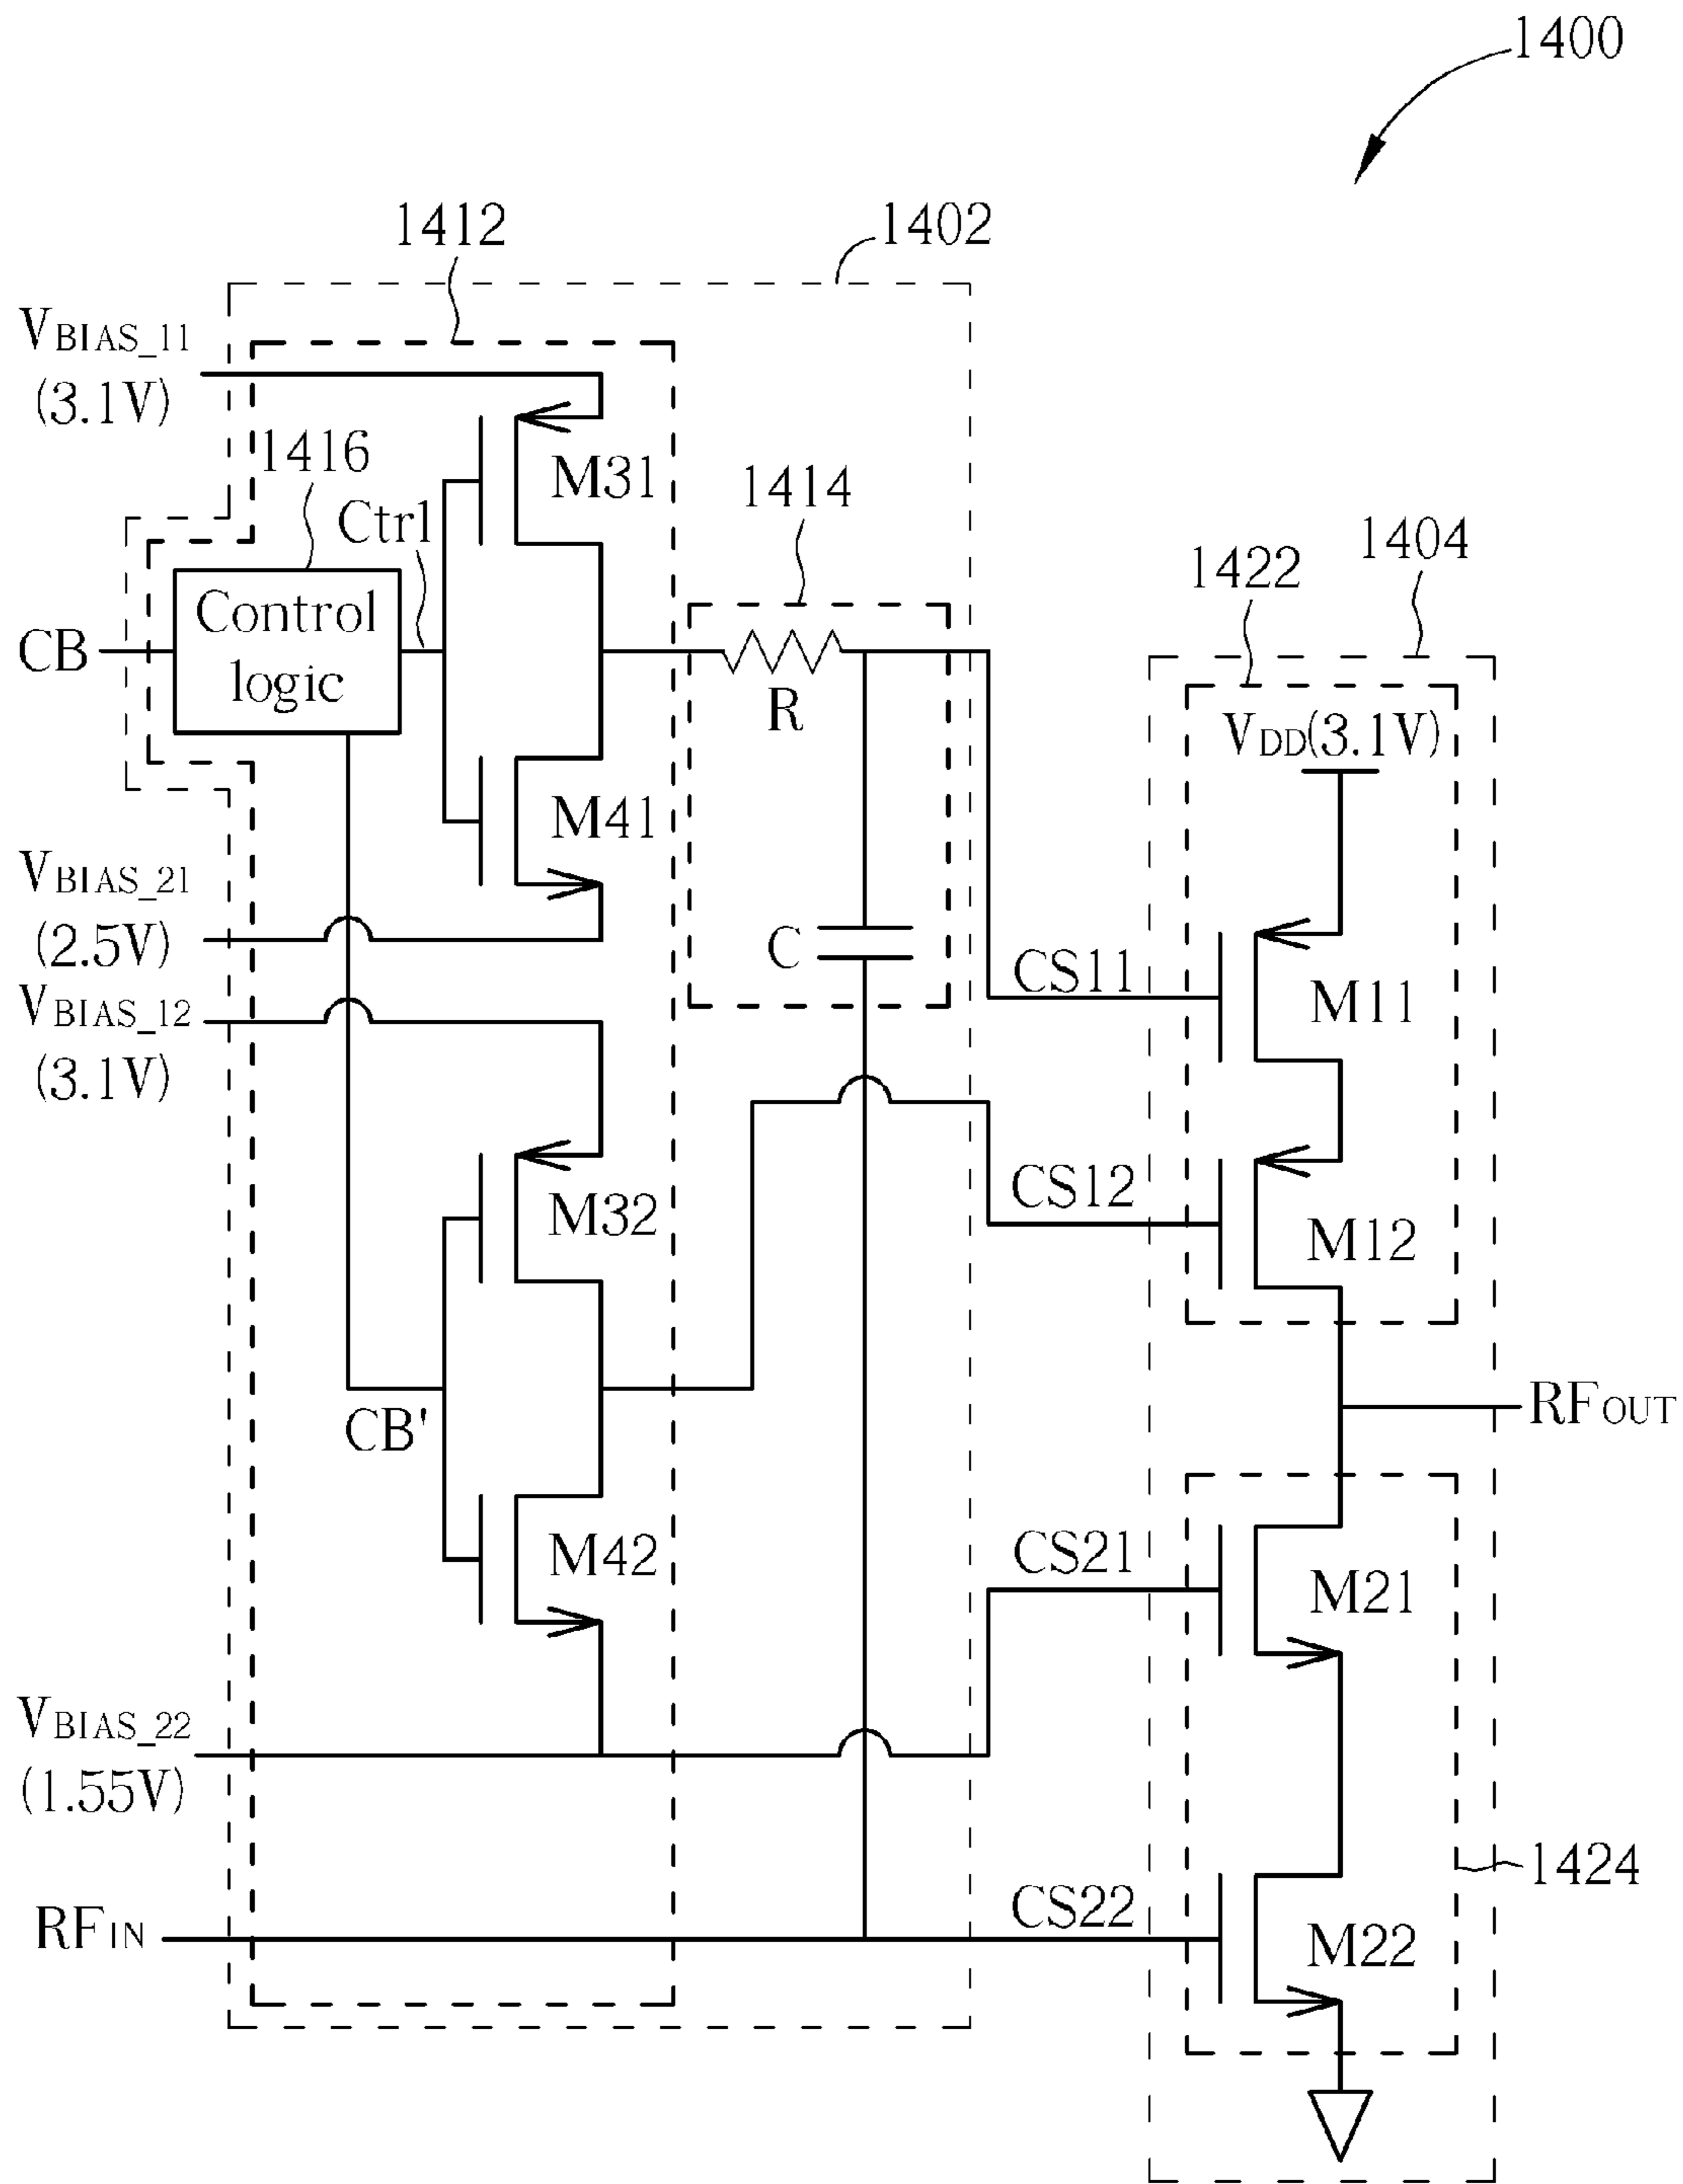 1400
1412
1402
VBIAS_11
(3.1V)
1416
Ctrl
M31
1414
1422
1404
CB
Control
logic
R
VDD(3.1V)
M41
VBIAS_21
(2.5V)
C
CS11
M11
VBIAS_12
(3.1V)
CS12
M32
M12
CB'
RFOUT
CS21
M42
M21
VBIAS_22
(1.55V)
1424
RFIN
CS22
M22